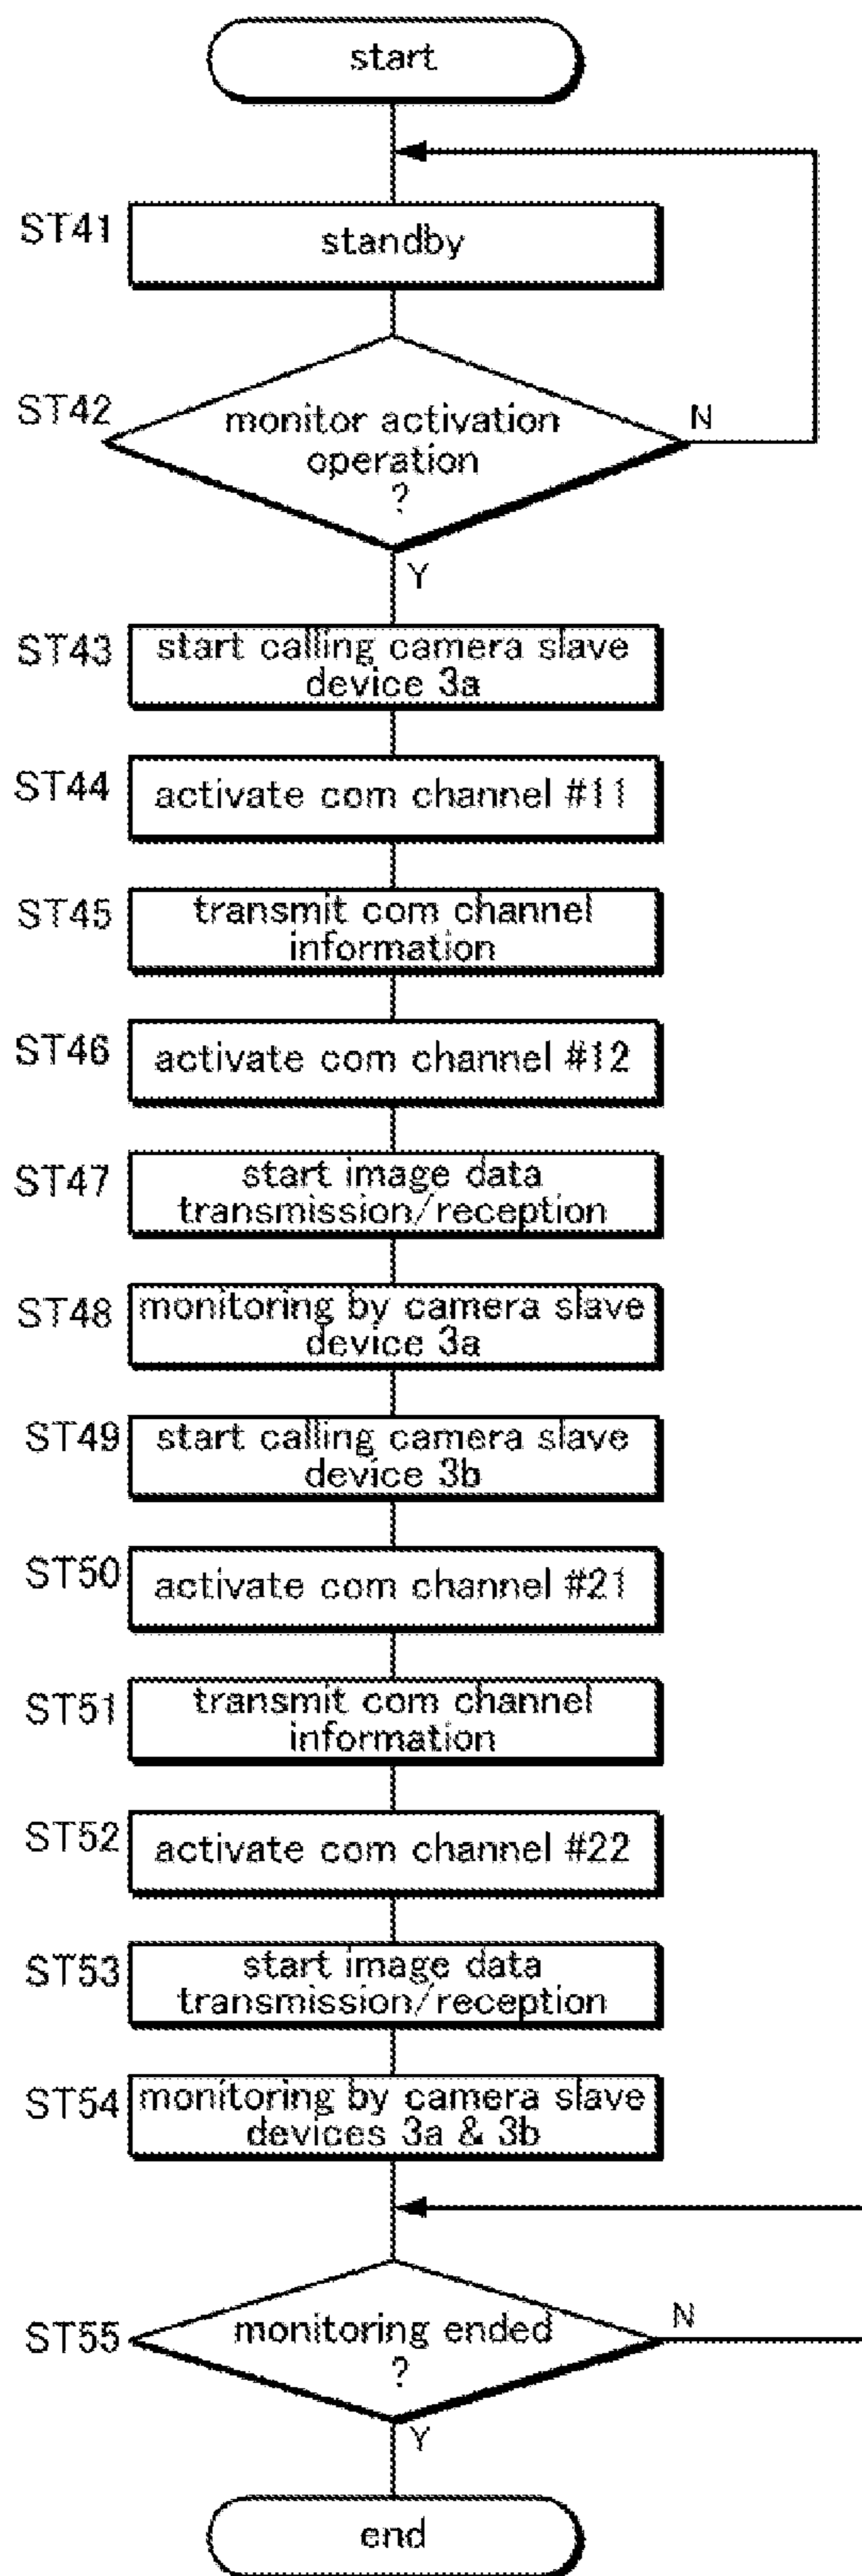 start
ST41
standby
ST42
monitor activation
operation
?
N
Y
ST43
start calling camera slave
device 3a
ST44
activate com channel #11
ST45
transmit com channel
information
ST46
activate com channel #12
ST47
start image data
transmission/reception
ST48
monitoring by camera slave
device 3a
ST49
start calling camera slave
device 3b
ST50
activate com channel #21
ST51
transmit com channel
information
ST52
activate com channel #22
ST53
start image data
transmission/reception
ST54
monitoring by camera slave
devices 3a & 3b
ST55
monitoring ended
?
N
Y
end